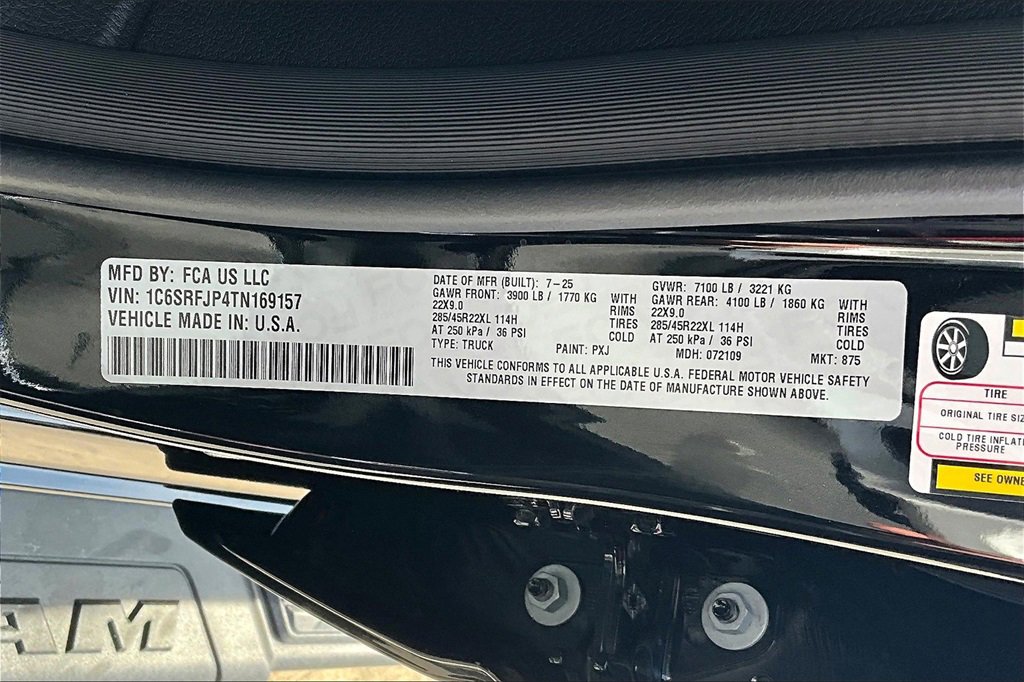 MFD BY: FCA US LLC
VIN: 1C6SRFJP4TN169157
VEHICLE MADE IN: U.S.A.
DATE OF MFR (BUILT): 7-25
GAWR FRONT: 3900 LB / 1770 KG WITH
22X9.0 RIMS
285/45R22XL 114H TIRES
AT 250 kPa / 36 PSI COLD
TYPE: TRUCK PAINT: PXJ
GVWR: 7100 LB / 3221 KG
GAWR REAR: 4100 LB / 1860 KG WITH
22X9.0 RIMS
285/45R22XL 114H TIRES
AT 250 kPa / 36 PSI COLD
MDH: 072109 MKT: 875
THIS VEHICLE CONFORMS TO ALL APPLICABLE U.S.A. FEDERAL MOTOR VEHICLE SAFETY
STANDARDS IN EFFECT ON THE DATE OF MANUFACTURE SHOWN ABOVE.
TIRE
ORIGINAL TIRE SIZ
COLD TIRE INFLATI
PRESSURE
SEE OWNE
AM